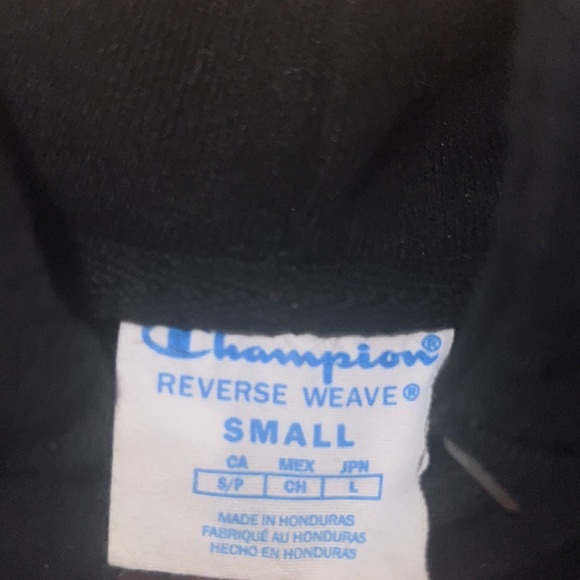 Champion®
REVERSE WEAVE®
SMALL
CA MEX JPN
S/P CH L
MADE IN HONDURAS
FABRIQUÉ AU HONDURAS
HECHO EN HONDURAS